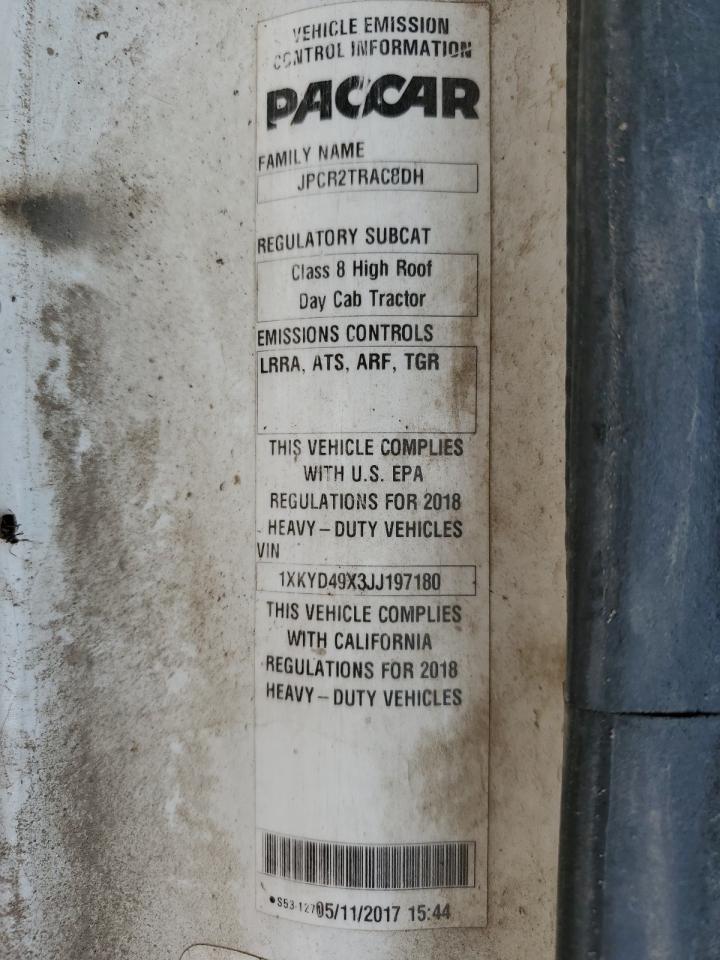 VEHICLE EMISSION
CONTROL INFORMATION
PACCAR
FAMILY NAME
JPCR2TRAC8DH
REGULATORY SUBCAT
Class 8 High Roof
Day Cab Tractor
EMISSIONS CONTROLS
LRRA, ATS, ARF, TGR
THIS VEHICLE COMPLIES
WITH U.S. EPA
REGULATIONS FOR 2018
HEAVY-DUTY VEHICLES
VIN
1XKYD49X3JJ197180
THIS VEHICLE COMPLIES
WITH CALIFORNIA
REGULATIONS FOR 2018
HEAVY-DUTY VEHICLES
05/11/2017 15:44